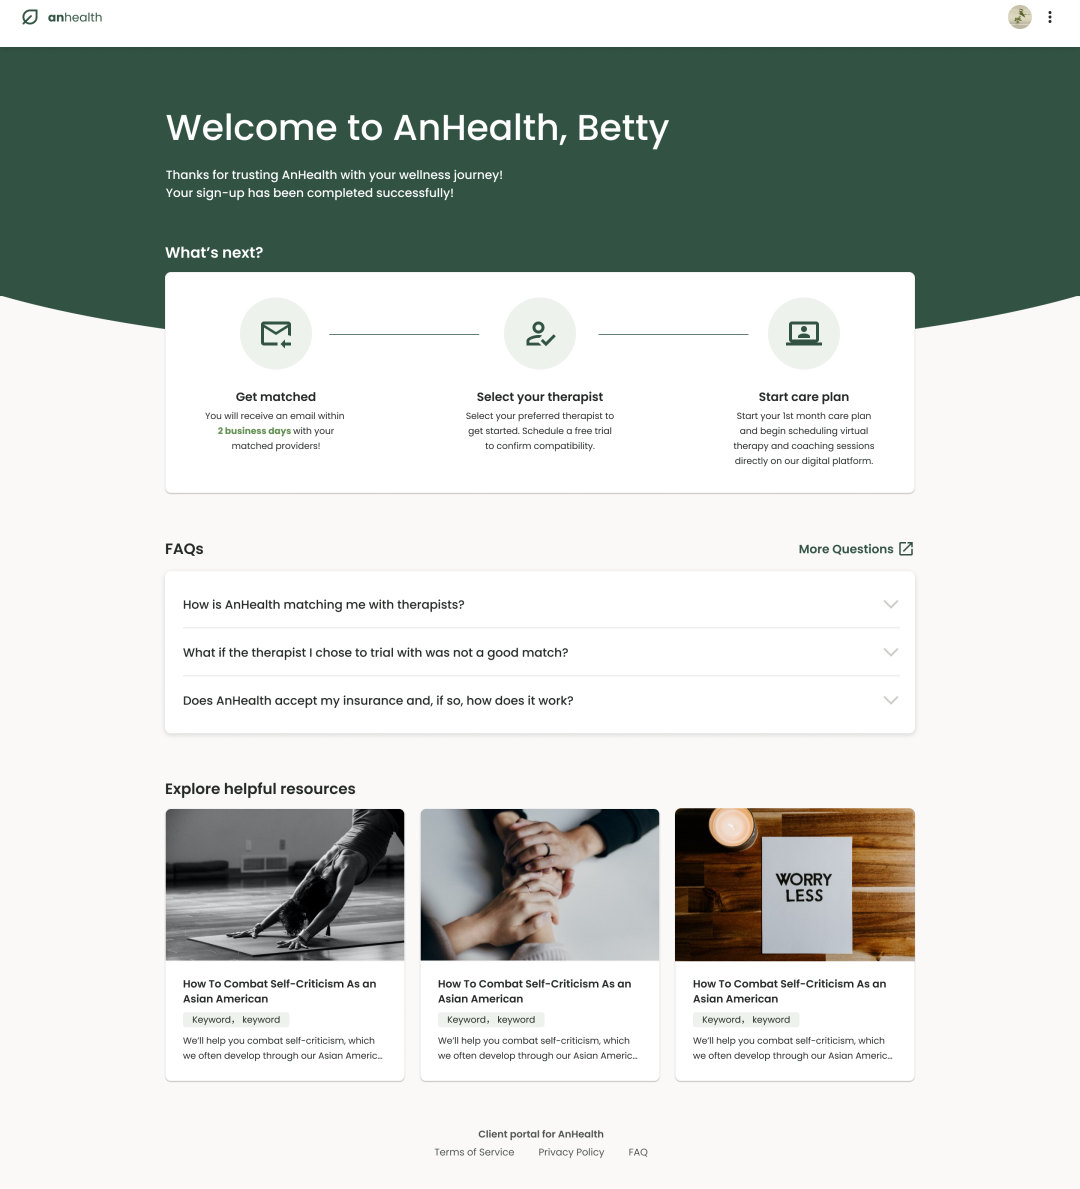 anhealth
Welcome to AnHealth, Betty
Thanks for trusting AnHealth with your wellness journey!
Your sign-up has been completed successfully!
What’s next?
Get matched
You will receive an email within
2 business days with your
matched providers!
Select your therapist
Select your preferred therapist to
get started. Schedule a free trial
to confirm compatibility.
Start care plan
Start your 1st month care plan
and begin scheduling virtual
therapy and coaching sessions
directly on our digital platform.
FAQs
More Questions
How is AnHealth matching me with therapists?
What if the therapist I chose to trial with was not a good match?
Does AnHealth accept my insurance and, if so, how does it work?
Explore helpful resources
How To Combat Self-Criticism As an
Asian American
Keyword， keyword
We’ll help you combat self-criticism, which
we often develop through our Asian Americ...
How To Combat Self-Criticism As an
Asian American
Keyword， keyword
We’ll help you combat self-criticism, which
we often develop through our Asian Americ...
WORRY
LESS
How To Combat Self-Criticism As an
Asian American
Keyword， keyword
We’ll help you combat self-criticism, which
we often develop through our Asian Americ...
Client portal for AnHealth
Terms of Service Privacy Policy FAQ